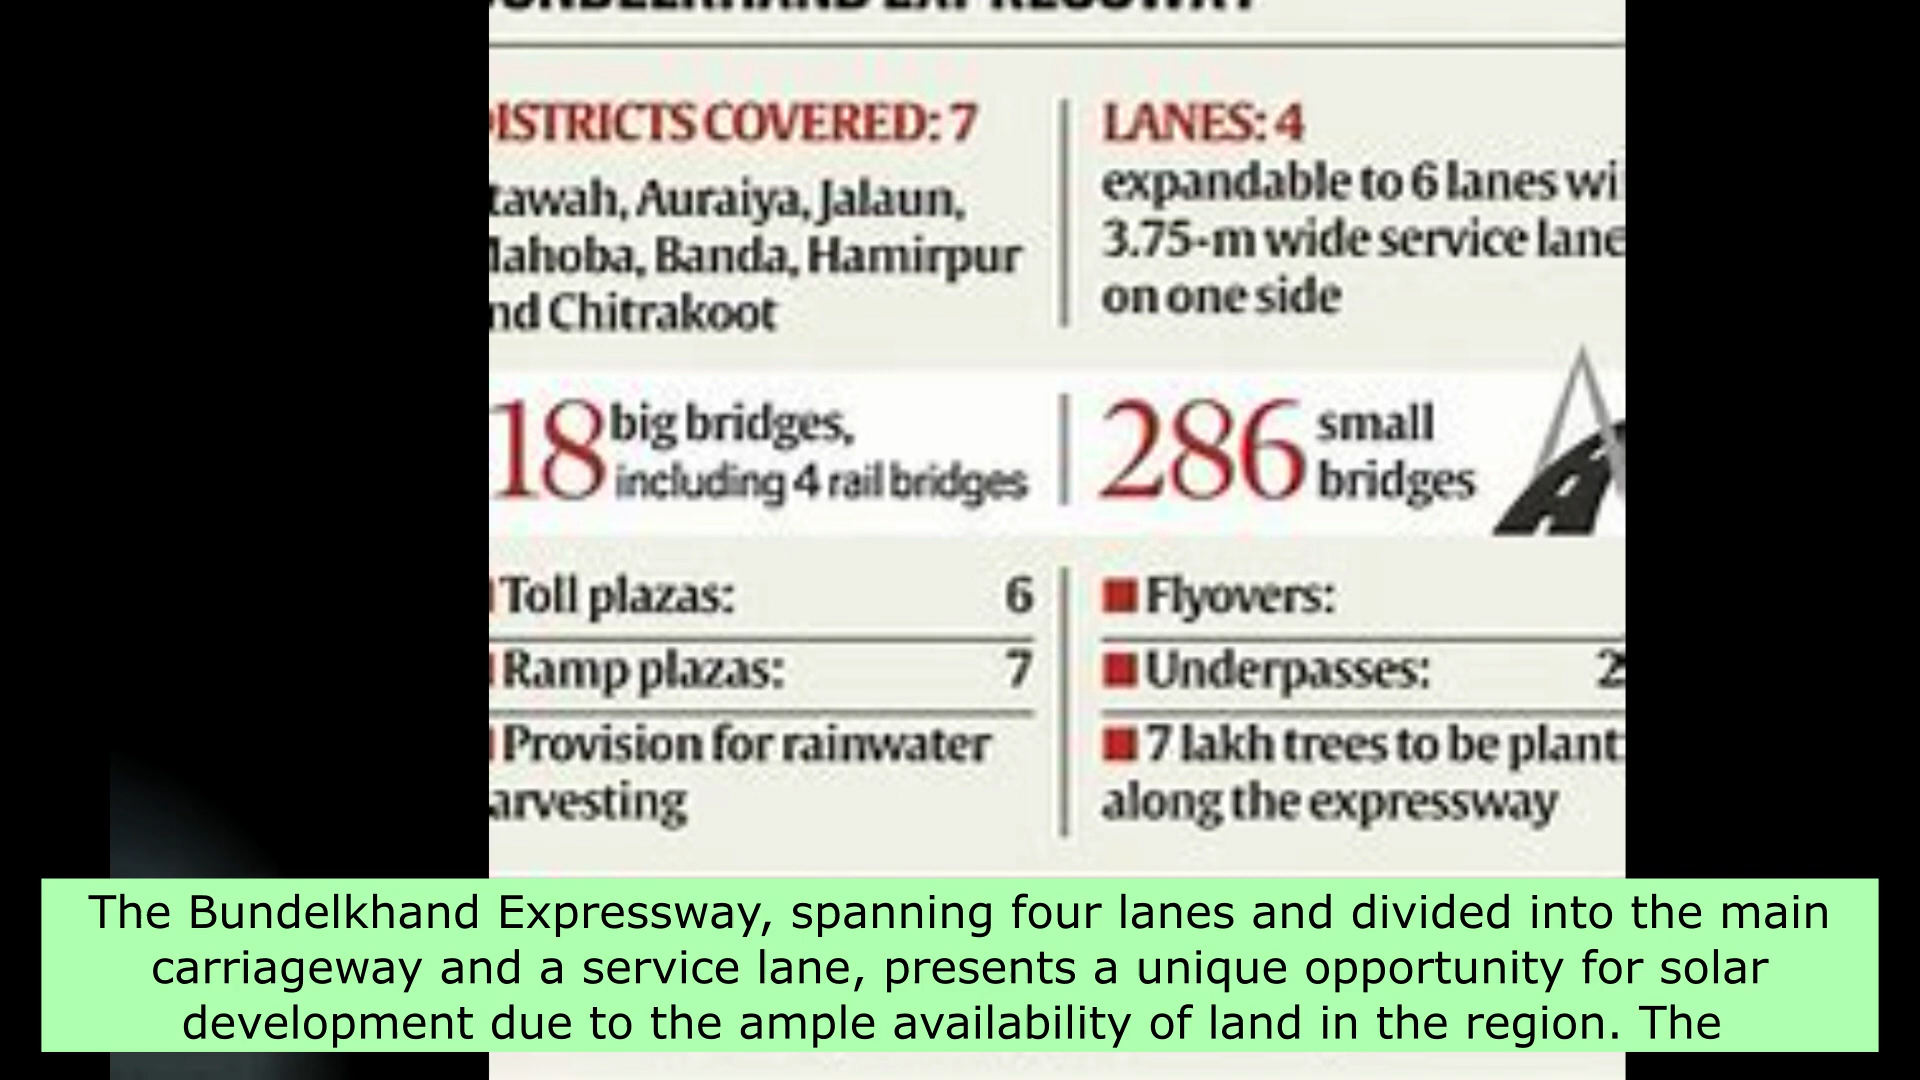 EXPRESSWAY
DISTRICTS COVERED: 7
tawah, Auraiya, Jalaun,
Mahoba, Banda, Hamirpur
nd Chitrakoot
LANES: 4
expandable to 6 lanes wi
3.75-m wide service lane
on one side
18 big bridges,
including 4 rail bridges
286 small
bridges
Toll plazas: 6
Ramp plazas: 7
Provision for rainwater
arvesting
Flyovers:
Underpasses: 2
7 lakh trees to be plant
along the expressway
The Bundelkhand Expressway, spanning four lanes and divided into the main
carriageway and a service lane, presents a unique opportunity for solar
development due to the ample availability of land in the region. The